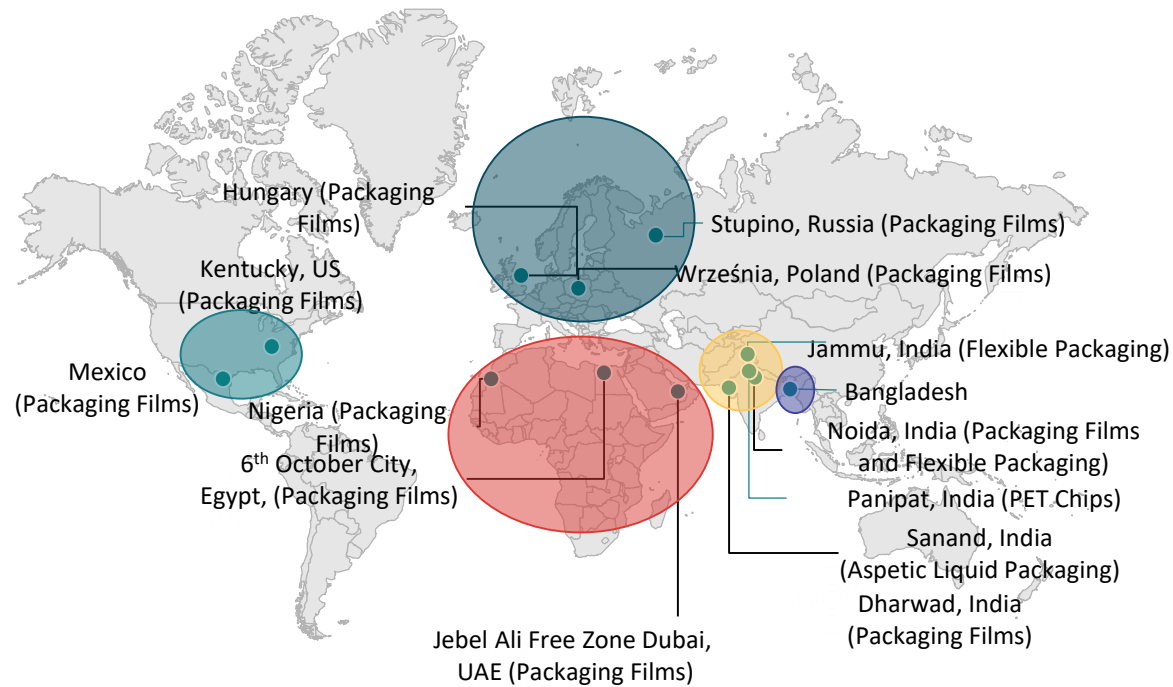 Hungary (Packaging
Films)
Stupino, Russia (Packaging Films)
Września, Poland (Packaging Films)
Kentucky, US
(Packaging Films)
Mexico
(Packaging Films)
Nigeria (Packaging
Films)
6th October City,
Egypt, (Packaging Films)
Jebel Ali Free Zone Dubai,
UAE (Packaging Films)
Jammu, India (Flexible Packaging)
Bangladesh
Noida, India (Packaging Films
and Flexible Packaging)
Panipat, India (PET Chips)
Sanand, India
(Aspetic Liquid Packaging)
Dharwad, India
(Packaging Films)